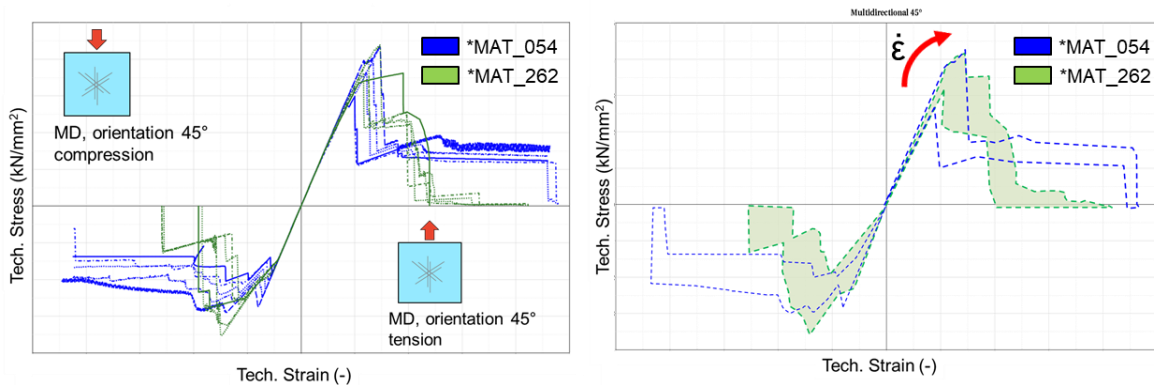 *MAT_054
*MAT_262
MD, orientation 45°
compression
MD, orientation 45°
tension
Tech. Stress (kN/mm²)
Tech. Strain (-)
Multidirectional 45°
ε̇
*MAT_054
*MAT_262
Tech. Stress (kN/mm²)
Tech. Strain (-)